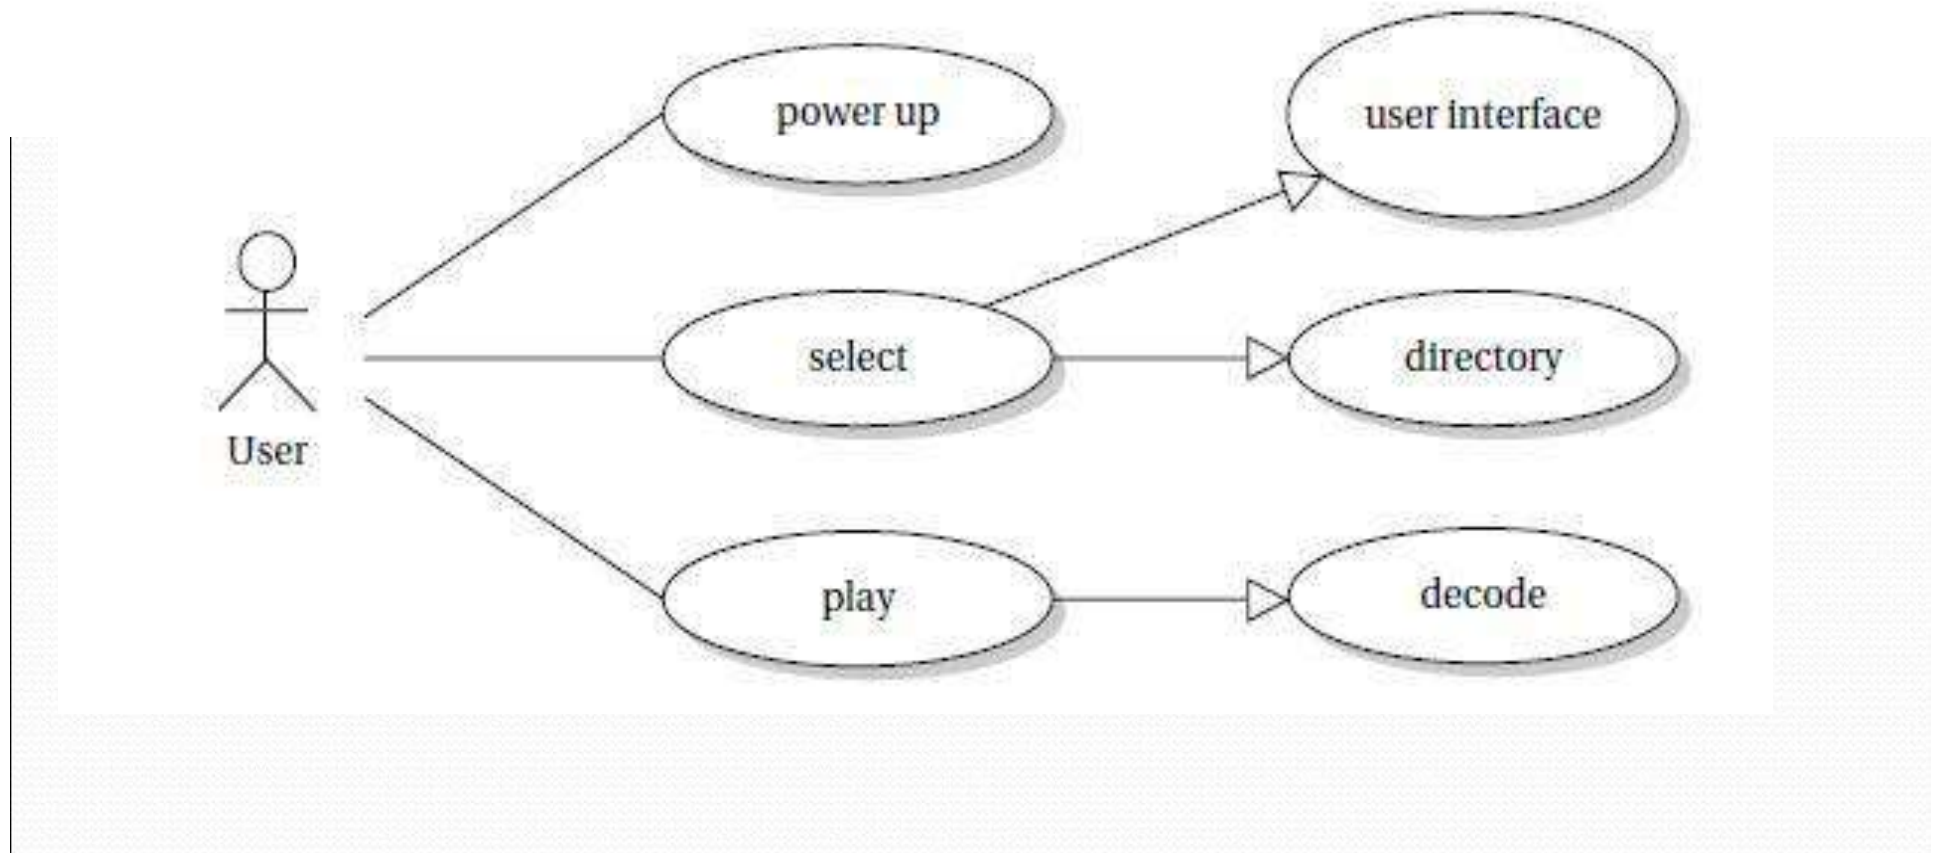 power up
user interface
select
directory
User
play
decode